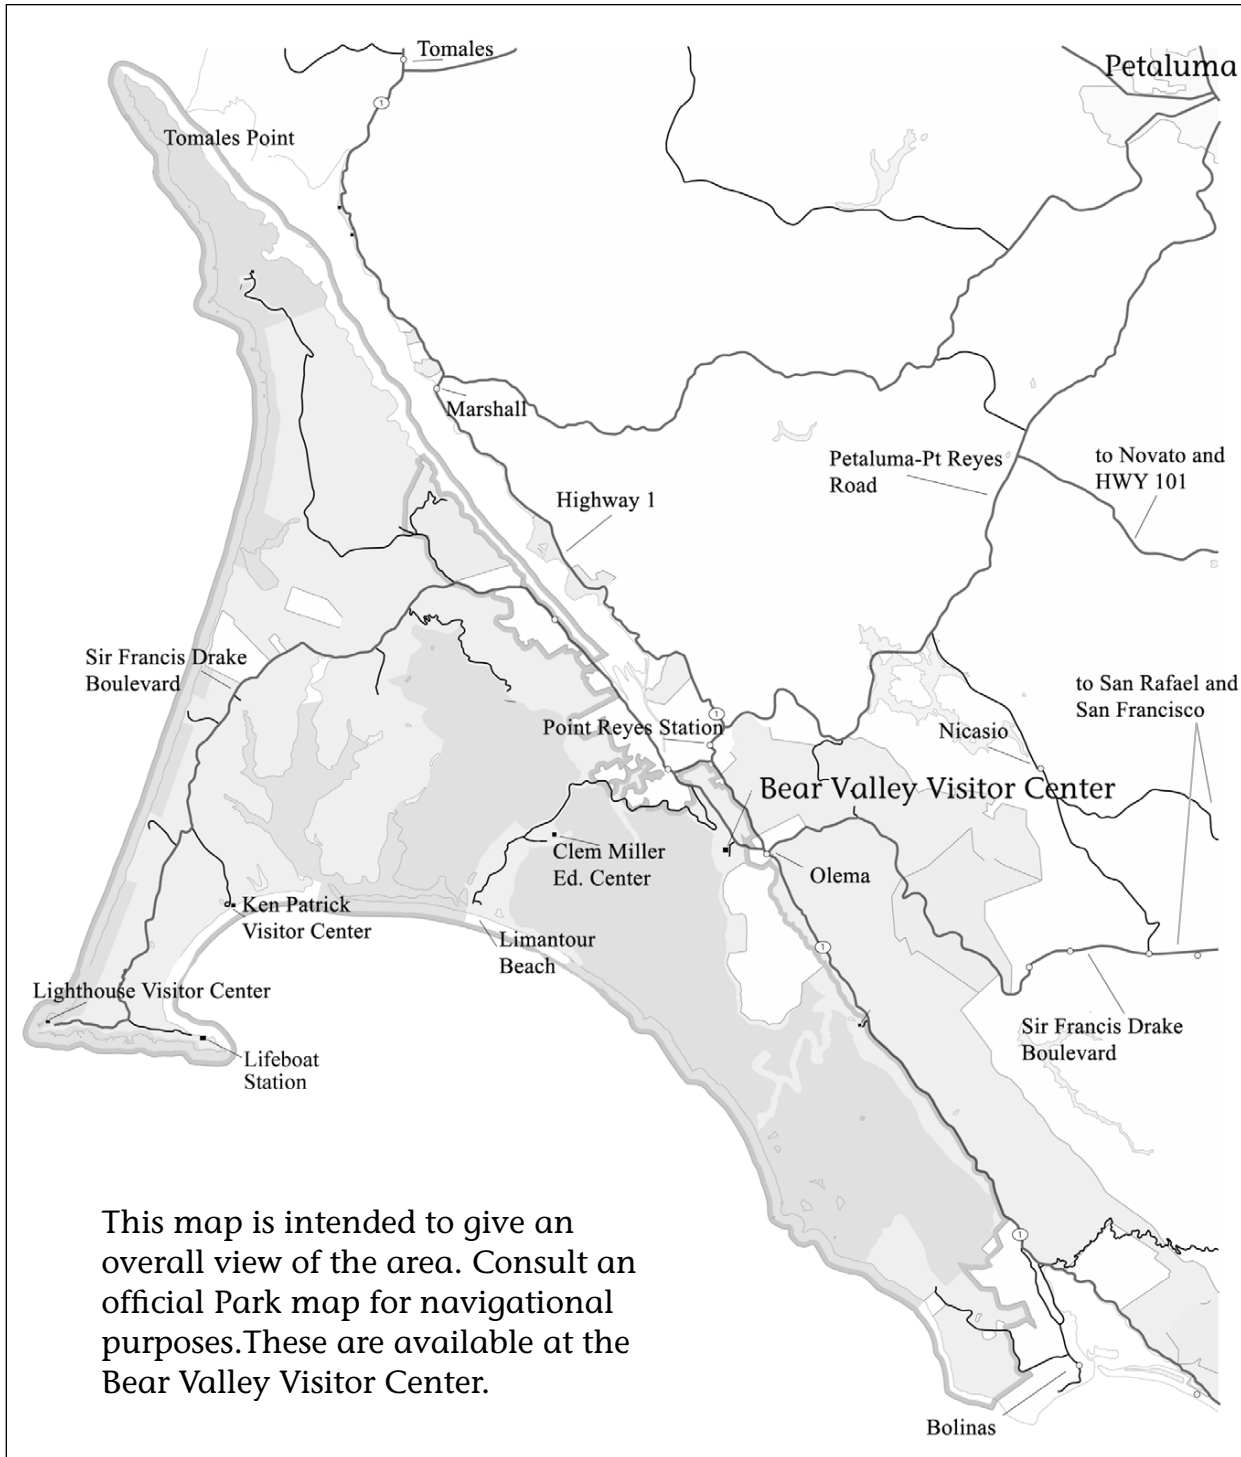 Tomales
Petaluma
1
Tomales Point
Marshall
Petaluma-Pt Reyes
Road
to Novato and
HWY 101
Highway 1
Sir Francis Drake
Boulevard
to San Rafael and
San Francisco
1
Point Reyes Station
Nicasio
Bear Valley Visitor Center
Clem Miller
Ed. Center
Olema
Ken Patrick
Visitor Center
Limantour
Beach
1
Lighthouse Visitor Center
Sir Francis Drake
Boulevard
Lifeboat
Station
This map is intended to give an
overall view of the area. Consult an
official Park map for navigational
purposes.These are available at the
Bear Valley Visitor Center.
1
Bolinas